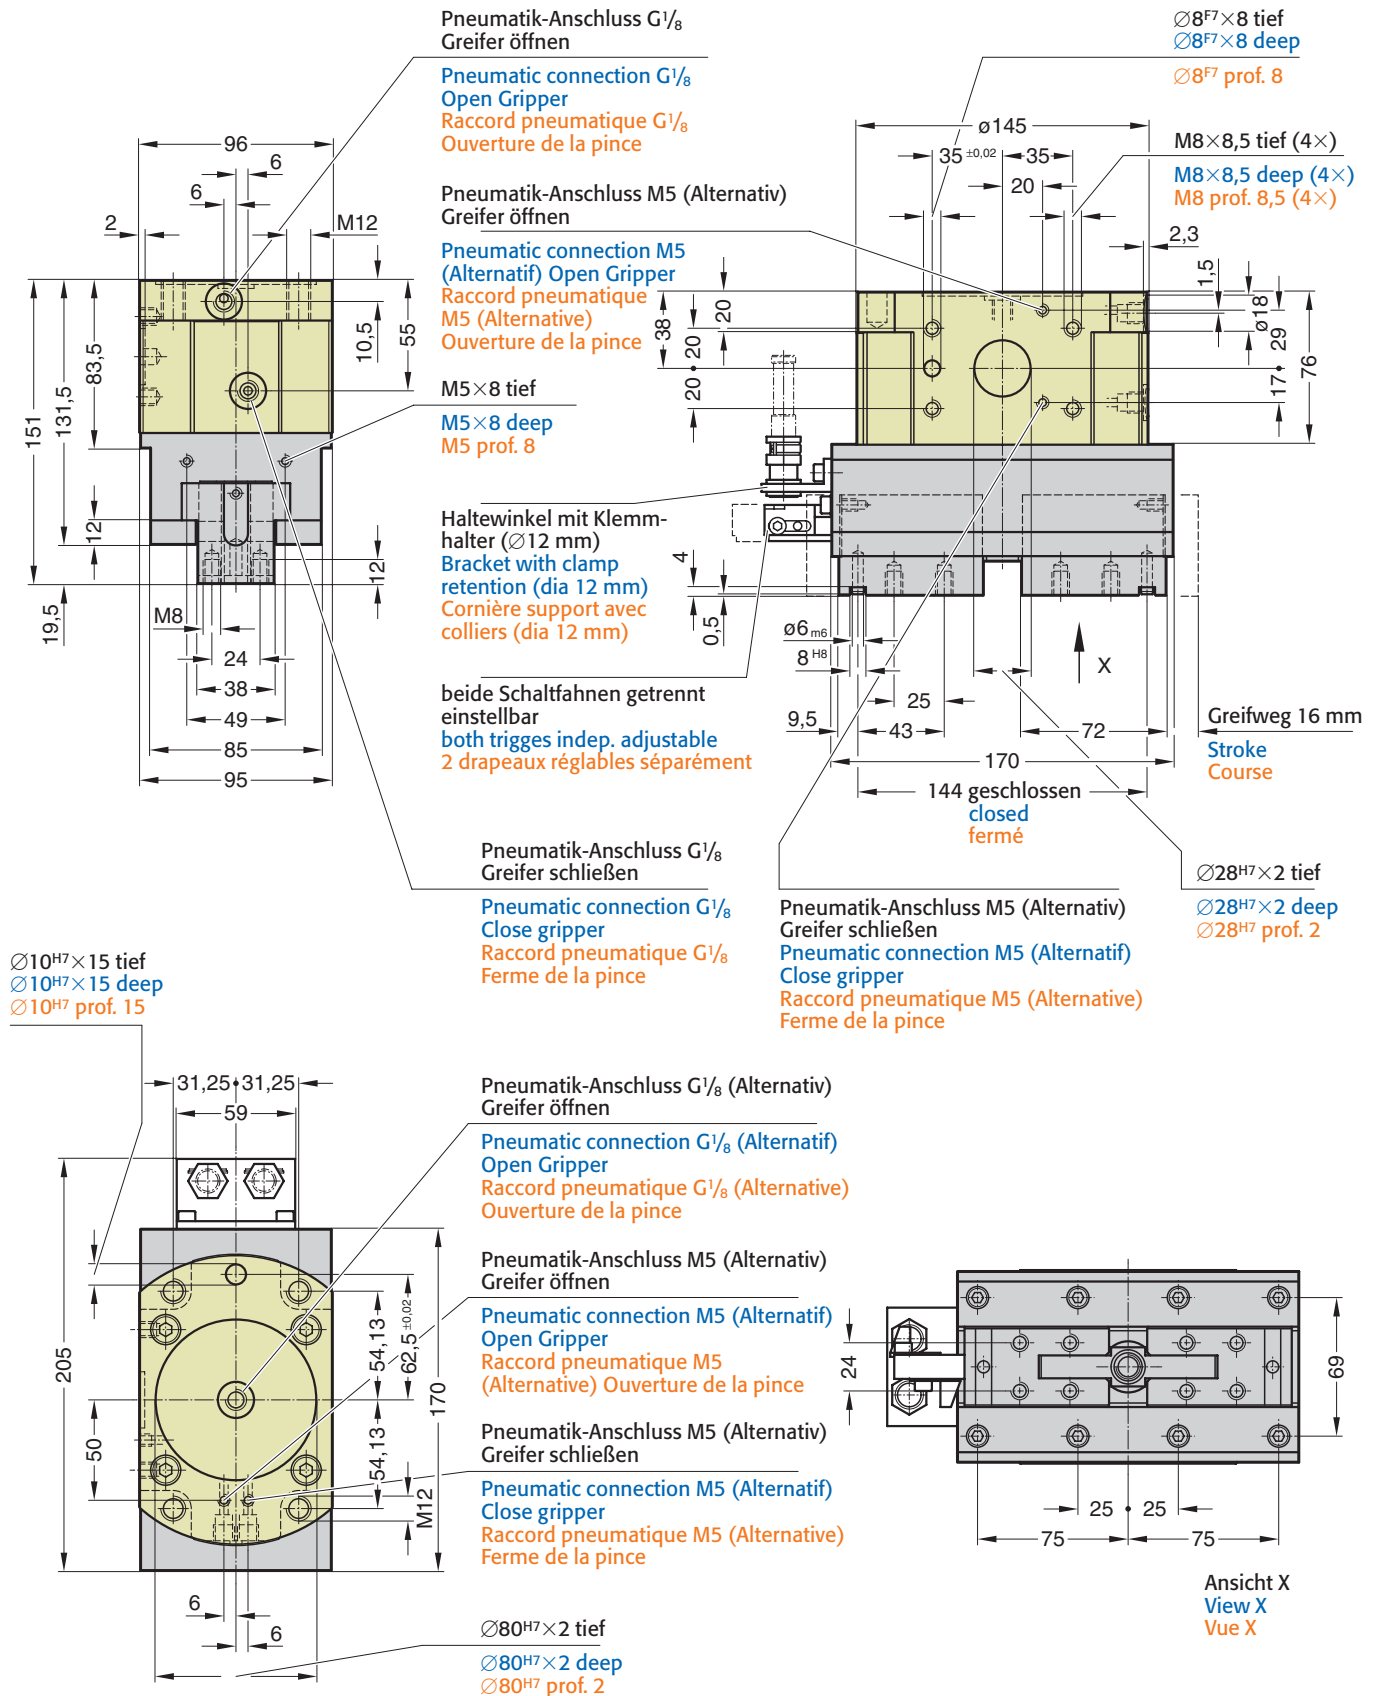 Pneumatik-Anschluss G1/8
Greifer öffnen
Pneumatic connection G1/8
Open Gripper
Raccord pneumatique G1/8
Ouverture de la pince
∅8F7×8 tief
∅8F7×8 deep
∅8F7 prof. 8
96
6
6
2
M12
151
131,5
83,5
10,5
55
12
12
19,5
M8
24
38
49
85
95
Pneumatik-Anschluss M5 (Alternativ)
Greifer öffnen
Pneumatic connection M5
(Alternatif) Open Gripper
Raccord pneumatique
M5 (Alternative)
Ouverture de la pince
M5×8 tief
M5×8 deep
M5 prof. 8
Haltewinkel mit Klemm-
halter (∅12 mm)
Bracket with clamp
retention (dia 12 mm)
Cornière support avec
colliers (dia 12 mm)
beide Schaltfahnen getrennt
einstellbar
both trigges indep. adjustable
2 drapeaux réglables séparément
ø145
35 ±0,02
35
20
M8×8,5 tief (4×)
M8×8,5 deep (4×)
M8 prof. 8,5 (4×)
2,3
1,5
ø18
29
17
76
38
20
20
20
4
0,5
ø6 m6
8 H8
X
25
9,5
43
72
170
144 geschlossen
closed
fermé
Greifweg 16 mm
Stroke
Course
Pneumatik-Anschluss G1/8
Greifer schließen
Pneumatic connection G1/8
Close gripper
Raccord pneumatique G1/8
Ferme de la pince
Pneumatik-Anschluss M5 (Alternativ)
Greifer schließen
Pneumatic connection M5 (Alternatif)
Close gripper
Raccord pneumatique M5 (Alternative)
Ferme de la pince
∅28H7×2 tief
∅28H7×2 deep
∅28H7 prof. 2
∅10H7×15 tief
∅10H7×15 deep
∅10H7 prof. 15
31,25
31,25
59
205
50
54,13
62,5 ±0,02
54,13
170
M12
6
6
Pneumatik-Anschluss G1/8 (Alternativ)
Greifer öffnen
Pneumatic connection G1/8 (Alternatif)
Open Gripper
Raccord pneumatique G1/8 (Alternative)
Ouverture de la pince
Pneumatik-Anschluss M5 (Alternativ)
Greifer öffnen
Pneumatic connection M5 (Alternatif)
Open Gripper
Raccord pneumatique M5
(Alternative) Ouverture de la pince
Pneumatik-Anschluss M5 (Alternativ)
Greifer schließen
Pneumatic connection M5 (Alternatif)
Close gripper
Raccord pneumatique M5 (Alternative)
Ferme de la pince
∅80H7×2 tief
∅80H7×2 deep
∅80H7 prof. 2
24
69
25
25
75
75
Ansicht X
View X
Vue X